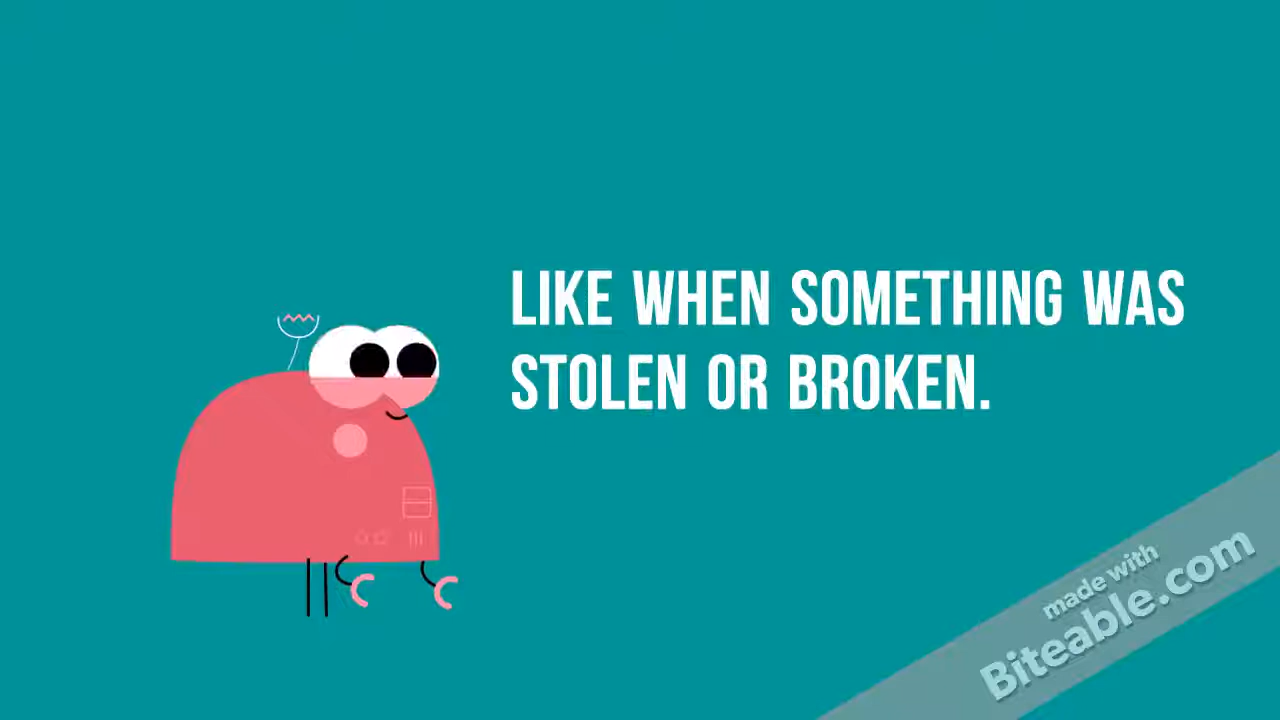 LIKE WHEN SOMETHING WAS
STOLEN OR BROKEN.
made with
Biteable.com